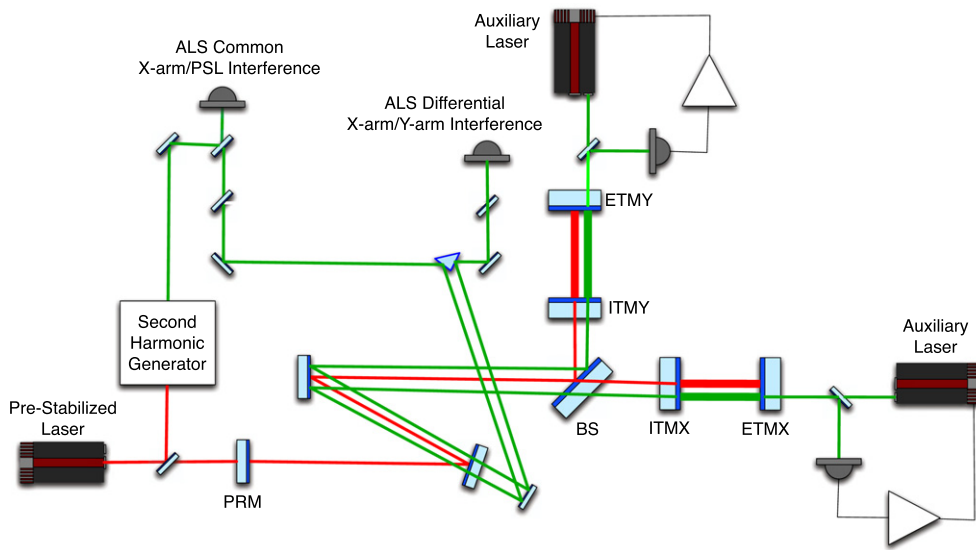 Auxiliary
Laser
ALS Common
X-arm/PSL Interference
ALS Differential
X-arm/Y-arm Interference
ETMY
ITMY
Second
Harmonic
Generator
Auxiliary
Laser
Pre-Stabilized
Laser
BS
ITMX
ETMX
PRM